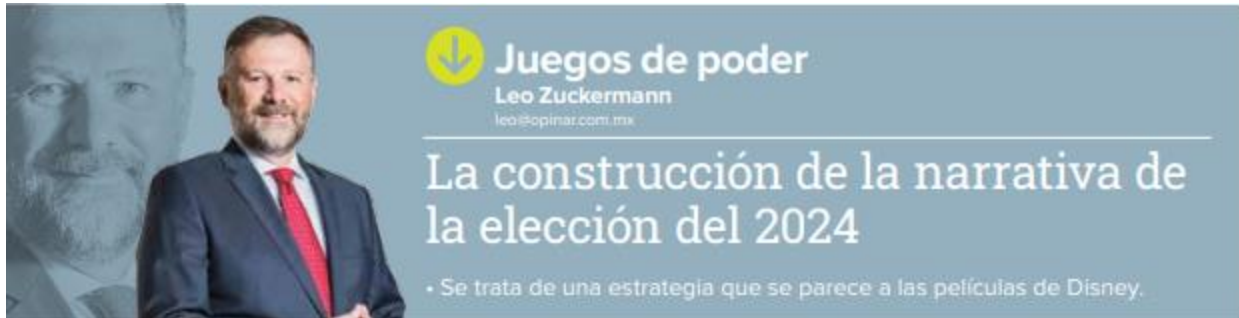 Juegos de poder
Leo Zuckermann
leo@opinar.com.mx
La construcción de la narrativa de
la elección del 2024
• Se trata de una estrategia que se parece a las películas de Disney.